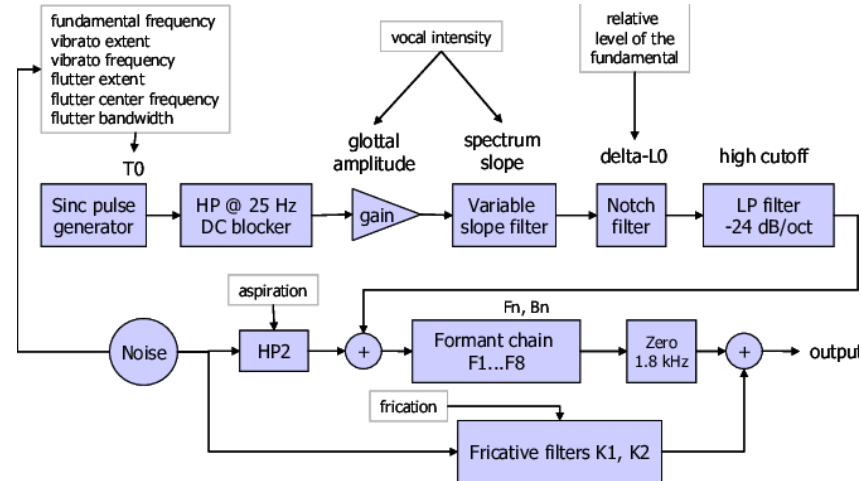 fundamental frequency
vibrato extent
vibrato frequency
flutter extent
flutter center frequency
flutter bandwidth
vocal intensity
relative
level of the
fundamental
T0
glottal
amplitude
spectrum
slope
delta-L0
high cutoff
Sinc pulse
generator
HP @ 25 Hz
DC blocker
gain
Variable
slope filter
Notch
filter
LP filter
-24 dB/oct
aspiration
Fn, Bn
Noise
HP2
+
Formant chain
F1...F8
Zero
1.8 kHz
+
output
frication
Fricative filters K1, K2